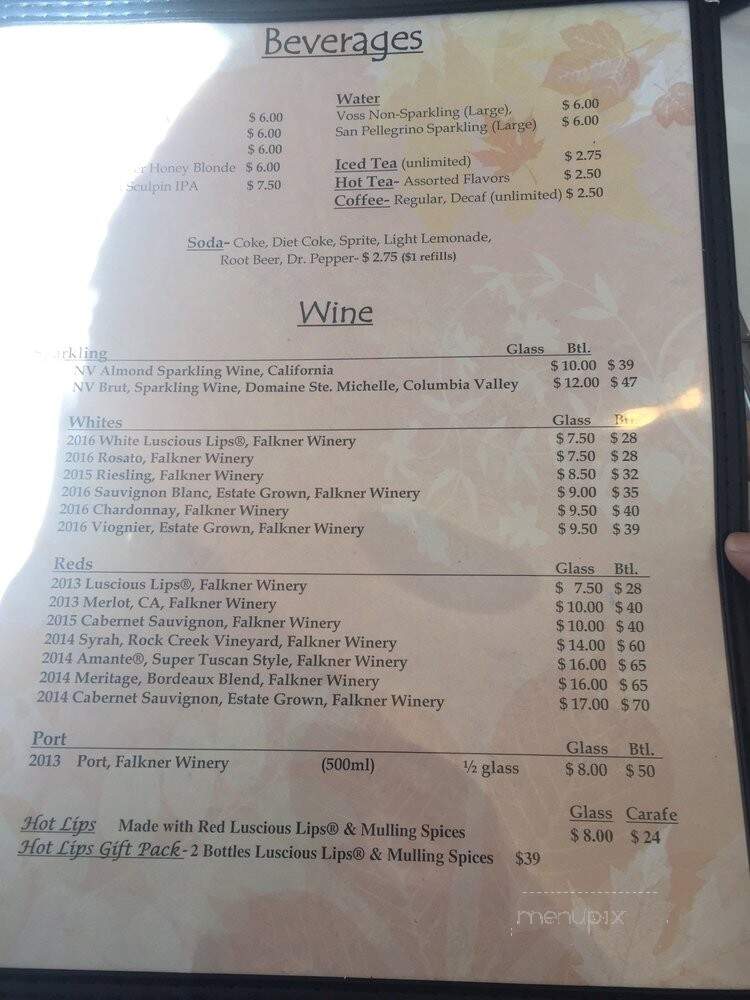 Beverages
$ 6.00
$ 6.00
$ 6.00
Honey Blonde $ 6.00
Sculpin IPA $ 7.50
Water
Voss Non-Sparkling (Large), $ 6.00
San Pellegrino Sparkling (Large) $ 6.00
Iced Tea (unlimited) $ 2.75
Hot Tea- Assorted Flavors $ 2.50
Coffee- Regular, Decaf (unlimited) $ 2.50
Soda- Coke, Diet Coke, Sprite, Light Lemonade,
Root Beer, Dr. Pepper- $ 2.75 ($1 refills)
Wine
Sparkling Glass Btl.
NV Almond Sparkling Wine, California $ 10.00 $ 39
NV Brut, Sparkling Wine, Domaine Ste. Michelle, Columbia Valley $ 12.00 $ 47
Whites Glass Btl.
2016 White Luscious Lips®, Falkner Winery $ 7.50 $ 28
2016 Rosato, Falkner Winery $ 7.50 $ 28
2015 Riesling, Falkner Winery $ 8.50 $ 32
2016 Sauvignon Blanc, Estate Grown, Falkner Winery $ 9.00 $ 35
2016 Chardonnay, Falkner Winery $ 9.50 $ 40
2016 Viognier, Estate Grown, Falkner Winery $ 9.50 $ 39
Reds Glass Btl.
2013 Luscious Lips®, Falkner Winery $ 7.50 $ 28
2013 Merlot, CA, Falkner Winery $ 10.00 $ 40
2015 Cabernet Sauvignon, Falkner Winery $ 10.00 $ 40
2014 Syrah, Rock Creek Vineyard, Falkner Winery $ 14.00 $ 60
2014 Amante®, Super Tuscan Style, Falkner Winery $ 16.00 $ 65
2014 Meritage, Bordeaux Blend, Falkner Winery $ 16.00 $ 65
2014 Cabernet Sauvignon, Estate Grown, Falkner Winery $ 17.00 $ 70
Port Glass Btl.
2013 Port, Falkner Winery (500ml) ½ glass $ 8.00 $ 50
Glass Carafe
Hot Lips Made with Red Luscious Lips® & Mulling Spices $ 8.00 $ 24
Hot Lips Gift Pack- 2 Bottles Luscious Lips® & Mulling Spices $39
menupix